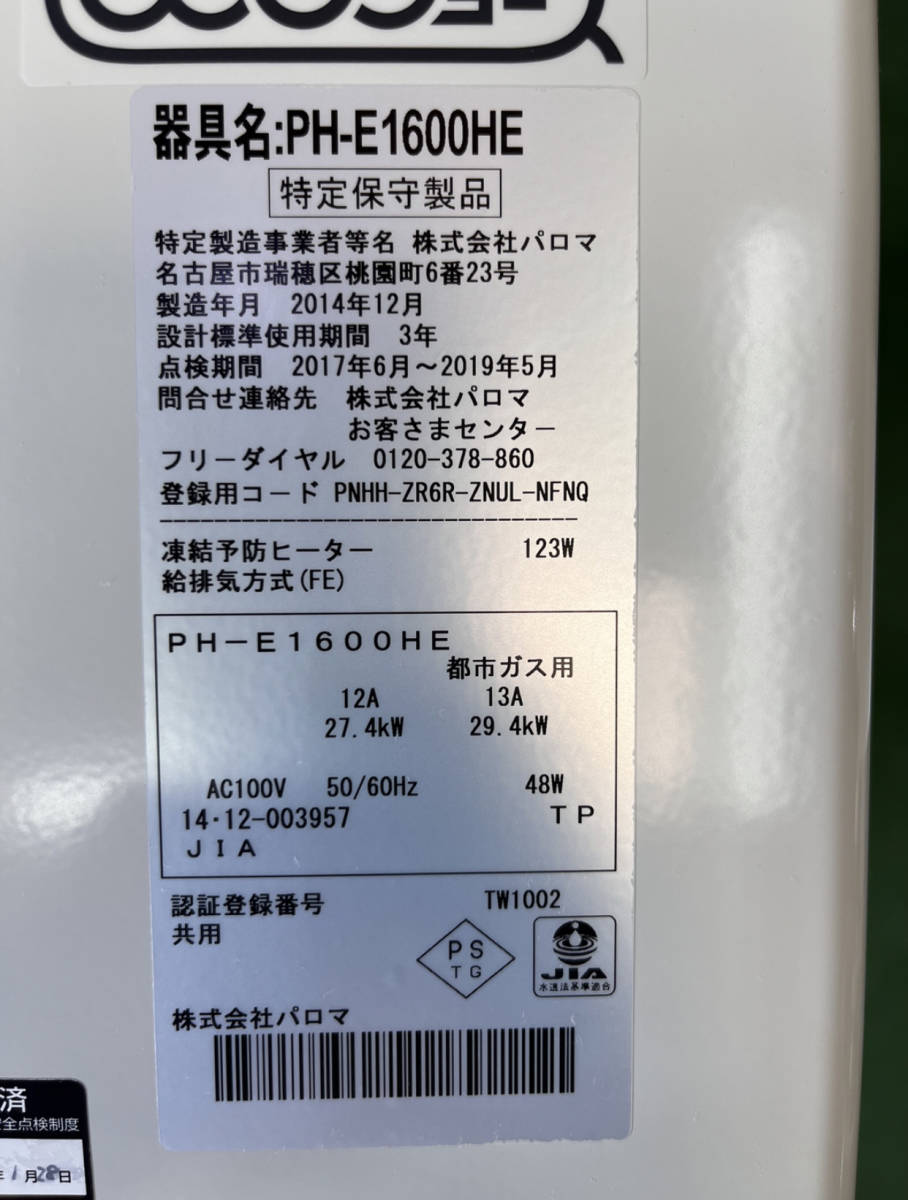 器具名:PH-E1600HE
特定保守製品
特定製造事業者等名 株式会社パロマ
名古屋市瑞穂区桃園町6番23号
製造年月 2014年12月
設計標準使用期間 3年
点検期間 2017年6月～2019年5月
問合せ連絡先 株式会社パロマ
お客さまセンター
フリーダイヤル 0120-378-860
登録用コード PNHH-ZR6R-ZNUL-NFNQ
凍結予防ヒーター 123W
給排気方式(FE)
PH-E1600HE
都市ガス用
12A 13A
27.4kW 29.4kW
AC100V 50/60Hz 48W
14・12-003957 TP
JIA
認証登録番号 TW1002
共用
PS
TG
JIA
水道法基準適合
株式会社パロマ
済
安全点検制度
年1月28日